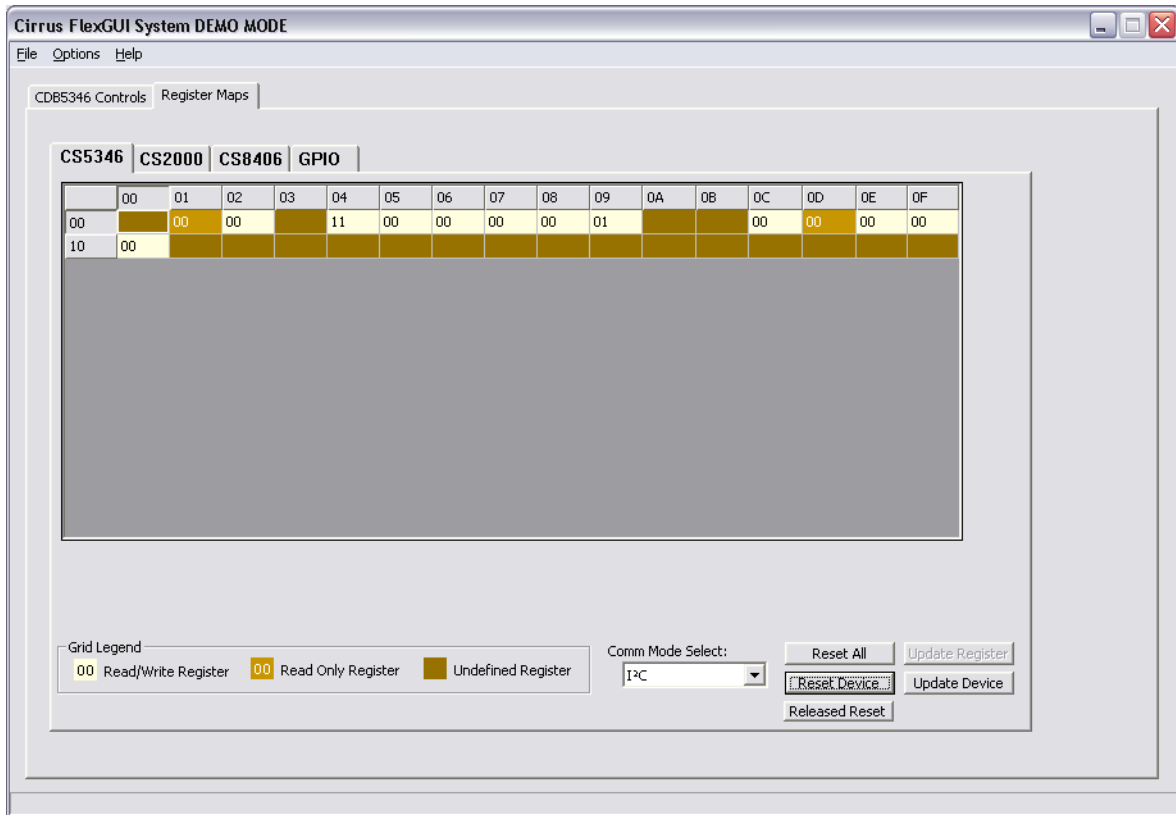 Cirrus FlexGUI System DEMO MODE
File Options Help
CDB5346 Controls Register Maps
CS5346 CS2000 CS8406 GPIO
00 01 02 03 04 05 06 07 08 09 0A 0B 0C 0D 0E 0F
00 00 00 11 00 00 00 00 01 00 00 00 00
10 00
Grid Legend
00 Read/Write Register 00 Read Only Register Undefined Register
Comm Mode Select:
I²C
Reset All Update Register
Reset Device Update Device
Released Reset